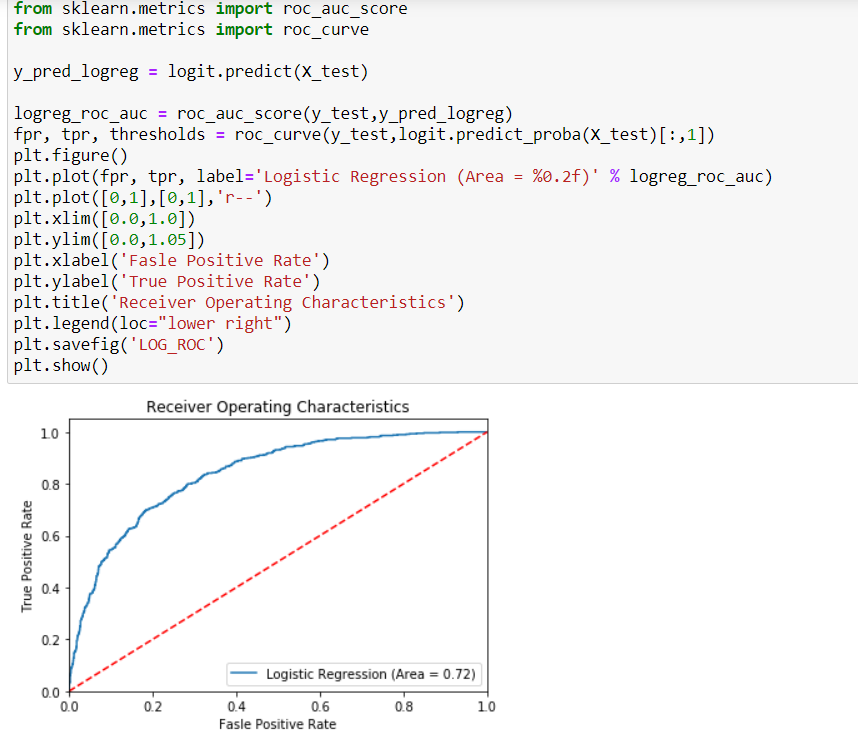 from sklearn.metrics import roc_auc_score
from sklearn.metrics import roc_curve
y_pred_logreg = logit.predict(X_test)
logreg_roc_auc = roc_auc_score(y_test,y_pred_logreg)
fpr, tpr, thresholds = roc_curve(y_test,logit.predict_proba(X_test)[:,1])
plt.figure()
plt.plot(fpr, tpr, label='Logistic Regression (Area = %0.2f)' % logreg_roc_auc)
plt.plot([0,1],[0,1],'r--')
plt.xlim([0.0,1.0])
plt.ylim([0.0,1.05])
plt.xlabel('Fasle Positive Rate')
plt.ylabel('True Positive Rate')
plt.title('Receiver Operating Characteristics')
plt.legend(loc="lower right")
plt.savefig('LOG_ROC')
plt.show()
Receiver Operating Characteristics
True Positive Rate
1.0
0.8
0.6
0.4
0.2
0.0
Logistic Regression (Area = 0.72)
0.0 0.2 0.4 0.6 0.8 1.0
Fasle Positive Rate